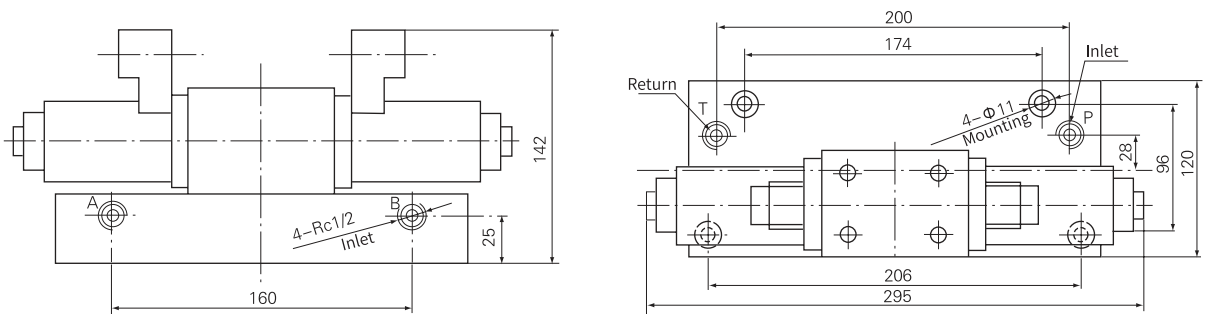 A
B
4-Rc1/2
Inlet
142
25
160
200
174
Inlet
Return
T
4-Φ11
Mounting
P
28
96
120
206
295